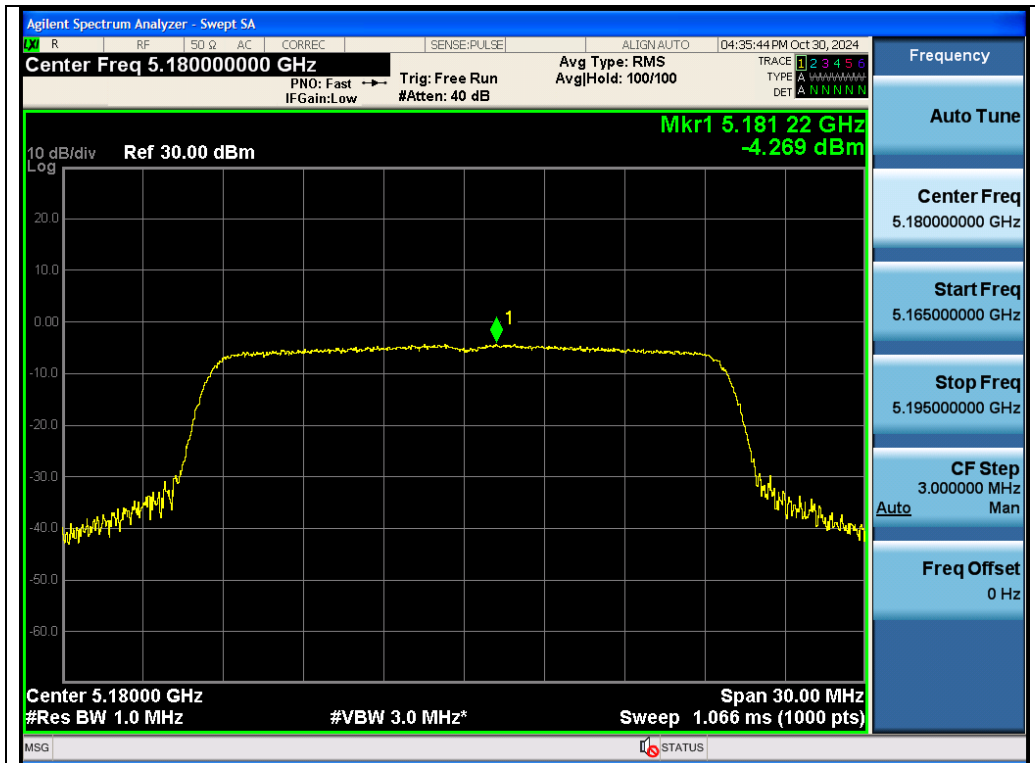 Agilent Spectrum Analyzer - Swept SA
LXI R RF 50 Ω AC CORREC SENSE:PULSE ALIGN AUTO 04:35:44 PM Oct 30, 2024
Center Freq 5.180000000 GHz
PNO: Fast
IFGain:Low
Trig: Free Run
#Atten: 40 dB
Avg Type: RMS
Avg|Hold: 100/100
TRACE 1 2 3 4 5 6
TYPE A WWWWW
DET A N N N N N
Mkr1 5.181 22 GHz
-4.269 dBm
10 dB/div Ref 30.00 dBm
Log
20.0
10.0
0.00
-10.0
-20.0
-30.0
-40.0
-50.0
-60.0
1
Center 5.18000 GHz Span 30.00 MHz
#Res BW 1.0 MHz #VBW 3.0 MHz* Sweep 1.066 ms (1000 pts)
MSG STATUS
Frequency
Auto Tune
Center Freq
5.180000000 GHz
Start Freq
5.165000000 GHz
Stop Freq
5.195000000 GHz
CF Step
3.000000 MHz
Auto Man
Freq Offset
0 Hz